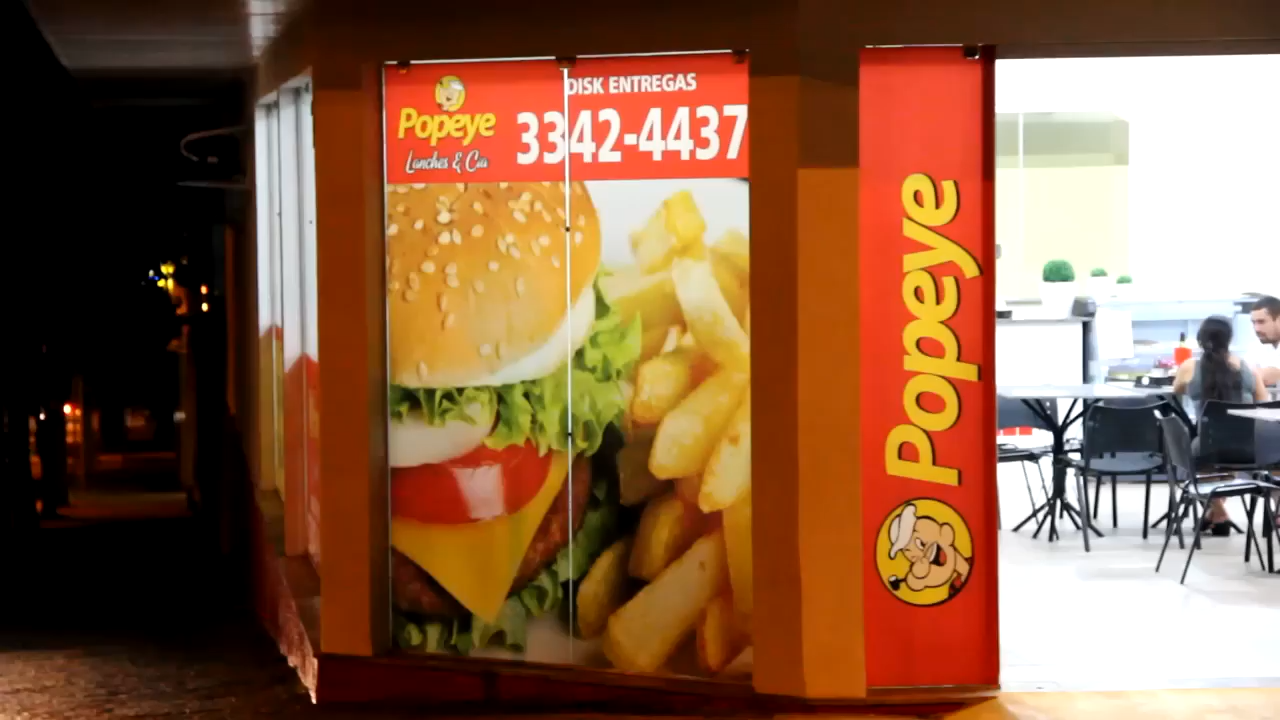 DISK ENTREGAS
3342-4437
Popeye
Lanches & Cia
Popeye